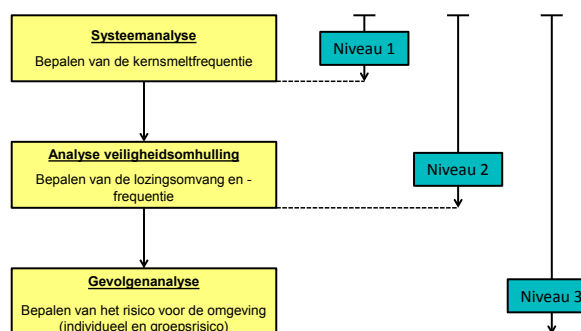 Systeemanalyse
Bepalen van de kernsmeltfrequentie
Niveau 1
Analyse veiligheidsomhulling
Bepalen van de lozingsomvang en -
frequentie
Niveau 2
Gevolgenanalyse
Bepalen van het risico voor de omgeving
(individueel en groepsrisico)
Niveau 3